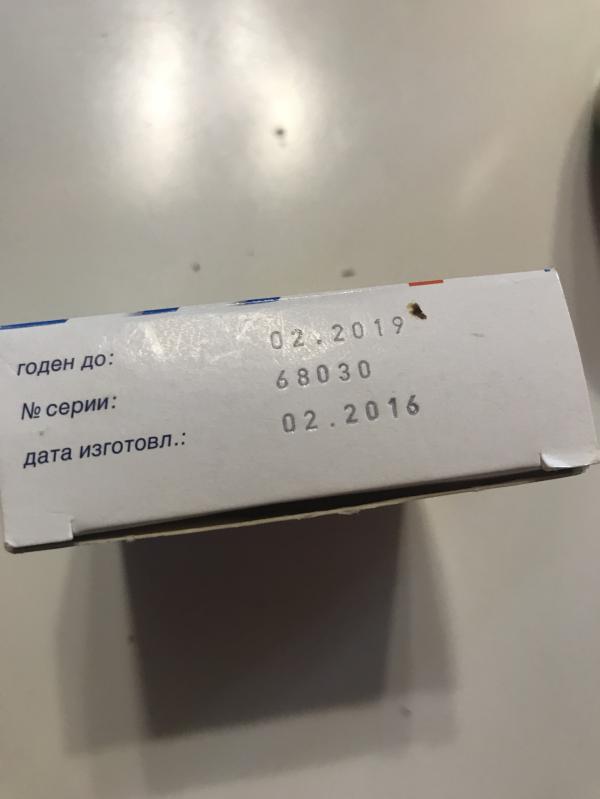 годен до: 02.2019
№ серии: 68030
дата изготовл.: 02.2016